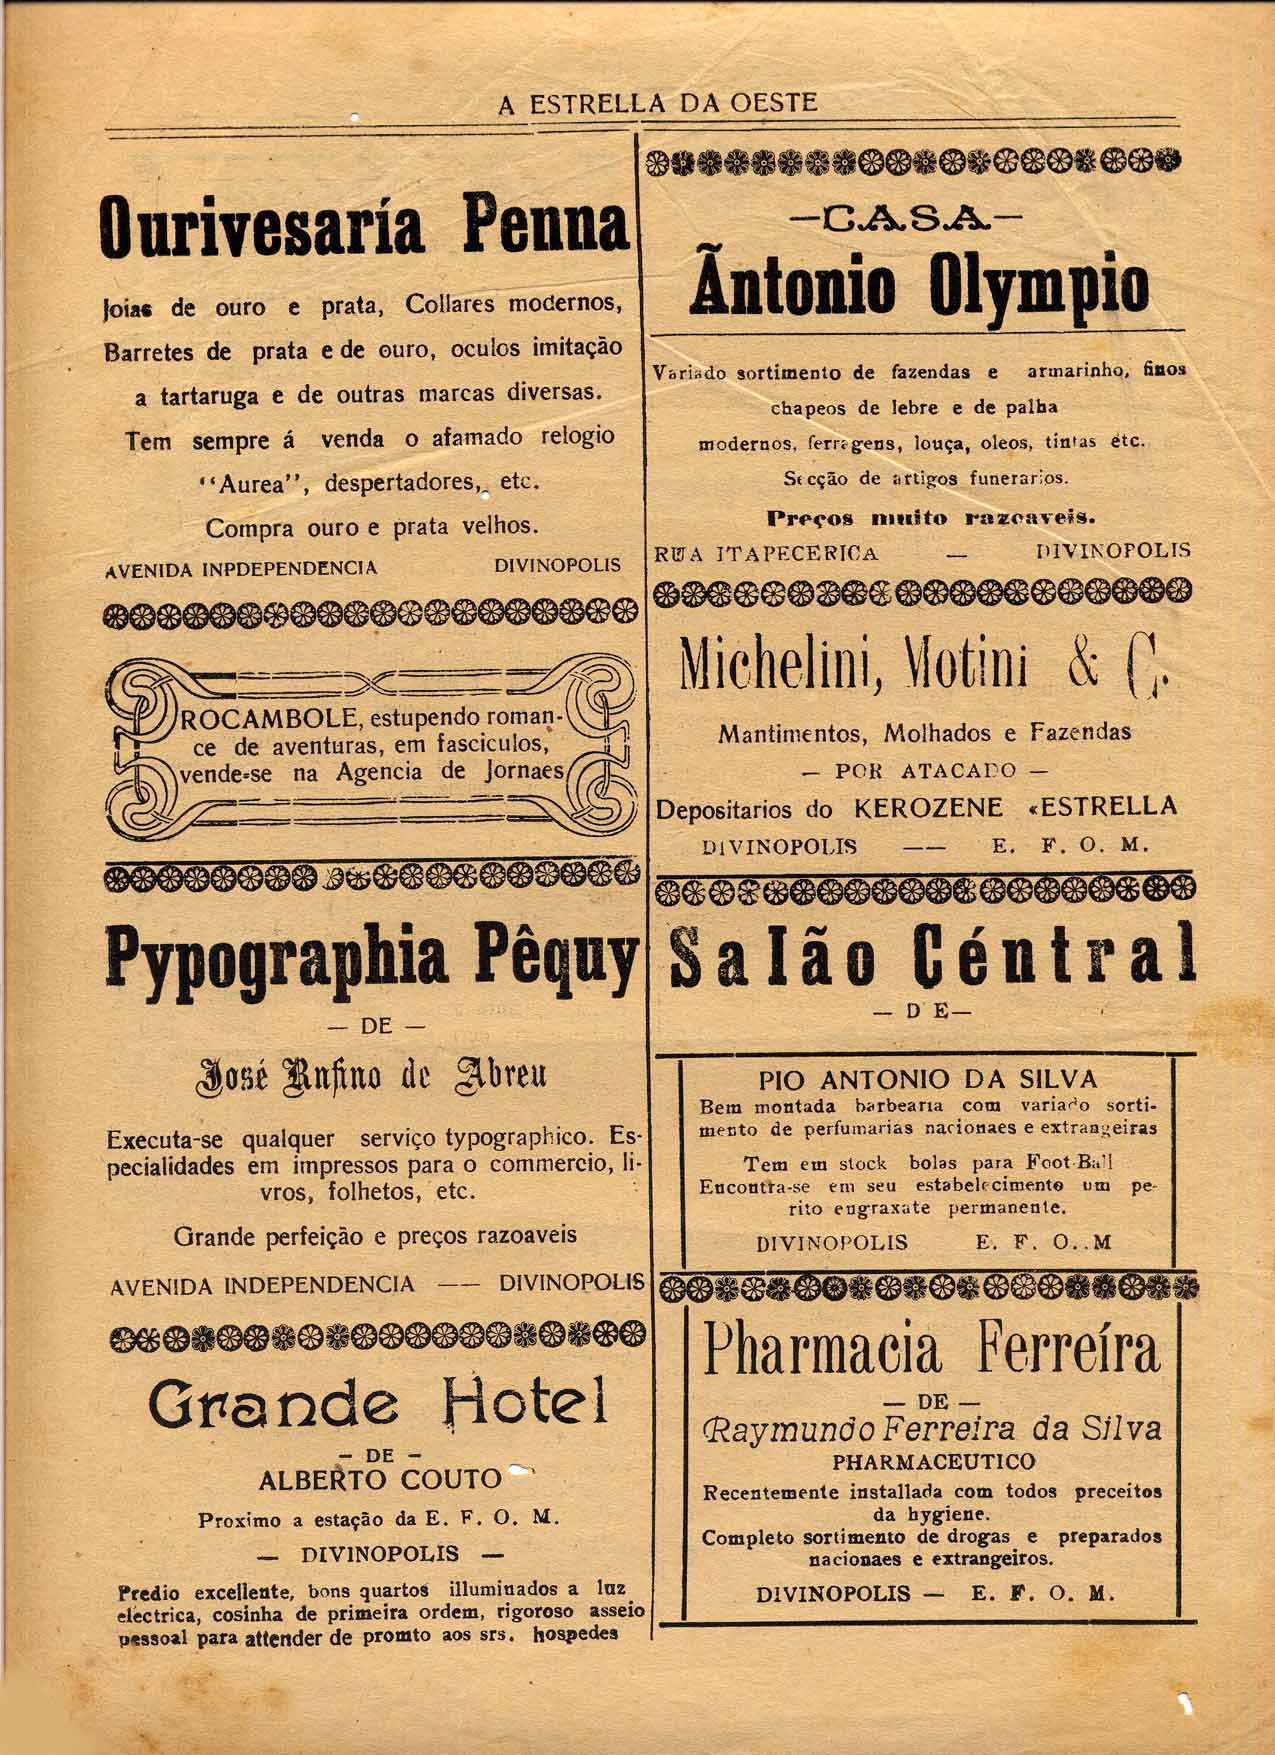 A ESTRELLA DA OESTE
Ourivesaría Penna
Joias de ouro e prata, Collares modernos,
Barretes de prata e de ouro, oculos imitação
a tartaruga e de outras marcas diversas.
Tem sempre á venda o afamado relogio
"Aurea", despertadores, etc.
Compra ouro e prata velhos.
AVENIDA INPDEPENDENCIA DIVINOPOLIS
ROCAMBOLE, estupendo roman-
ce de aventuras, em fasciculos,
vende-se na Agencia de Jornaes
Pypographia Pêquy
— DE —
José Rufino de Abreu
Executa-se qualquer serviço typographico. Es-
pecialidades em impressos para o commercio, li-
vros, folhetos, etc.
Grande perfeição e preços razoaveis
AVENIDA INDEPENDENCIA —— DIVINOPOLIS
Grande Hotel
— DE —
ALBERTO COUTO
Proximo a estação da E. F. O. M.
— DIVINOPOLIS —
Predio excellente, bons quartos illuminados a luz
electrica, cosinha de primeira ordem, rigoroso asseio
pessoal para attender de promto aos srs. hospedes
—CASA—
Ãntonio Olympio
Variado sortimento de fazendas e armarinho, finos
chapeos de lebre e de palha
modernos, ferragens, louça, oleos, tintas etc.
Secção de artigos funerarios.
Preços muito razoaveis.
RUA ITAPECERICA — DIVINOPOLIS
Michelini, Motini & C.
Mantimentos, Molhados e Fazendas
— POR ATACADO —
Depositarios do KEROZENE «ESTRELLA
DIVINOPOLIS —— E. F. O. M.
Salão Céntral
— DE—
PIO ANTONIO DA SILVA
Bem montada barbearia com variado sorti-
mento de perfumarias nacionaes e extrangeiras
Tem em stock bolas para Foot-Ball
Encontra-se em seu estabelecimento um pe-
rito engraxate permanente.
DIVINOPOLIS E. F. O..M
Pharmacia Ferreíra
— DE —
Raymundo Ferreira da Silva
PHARMACEUTICO
Recentemente installada com todos preceitos
da hygiene.
Completo sortimento de drogas e preparados
nacionaes e extrangeiros.
DIVINOPOLIS — E. F. O. M.